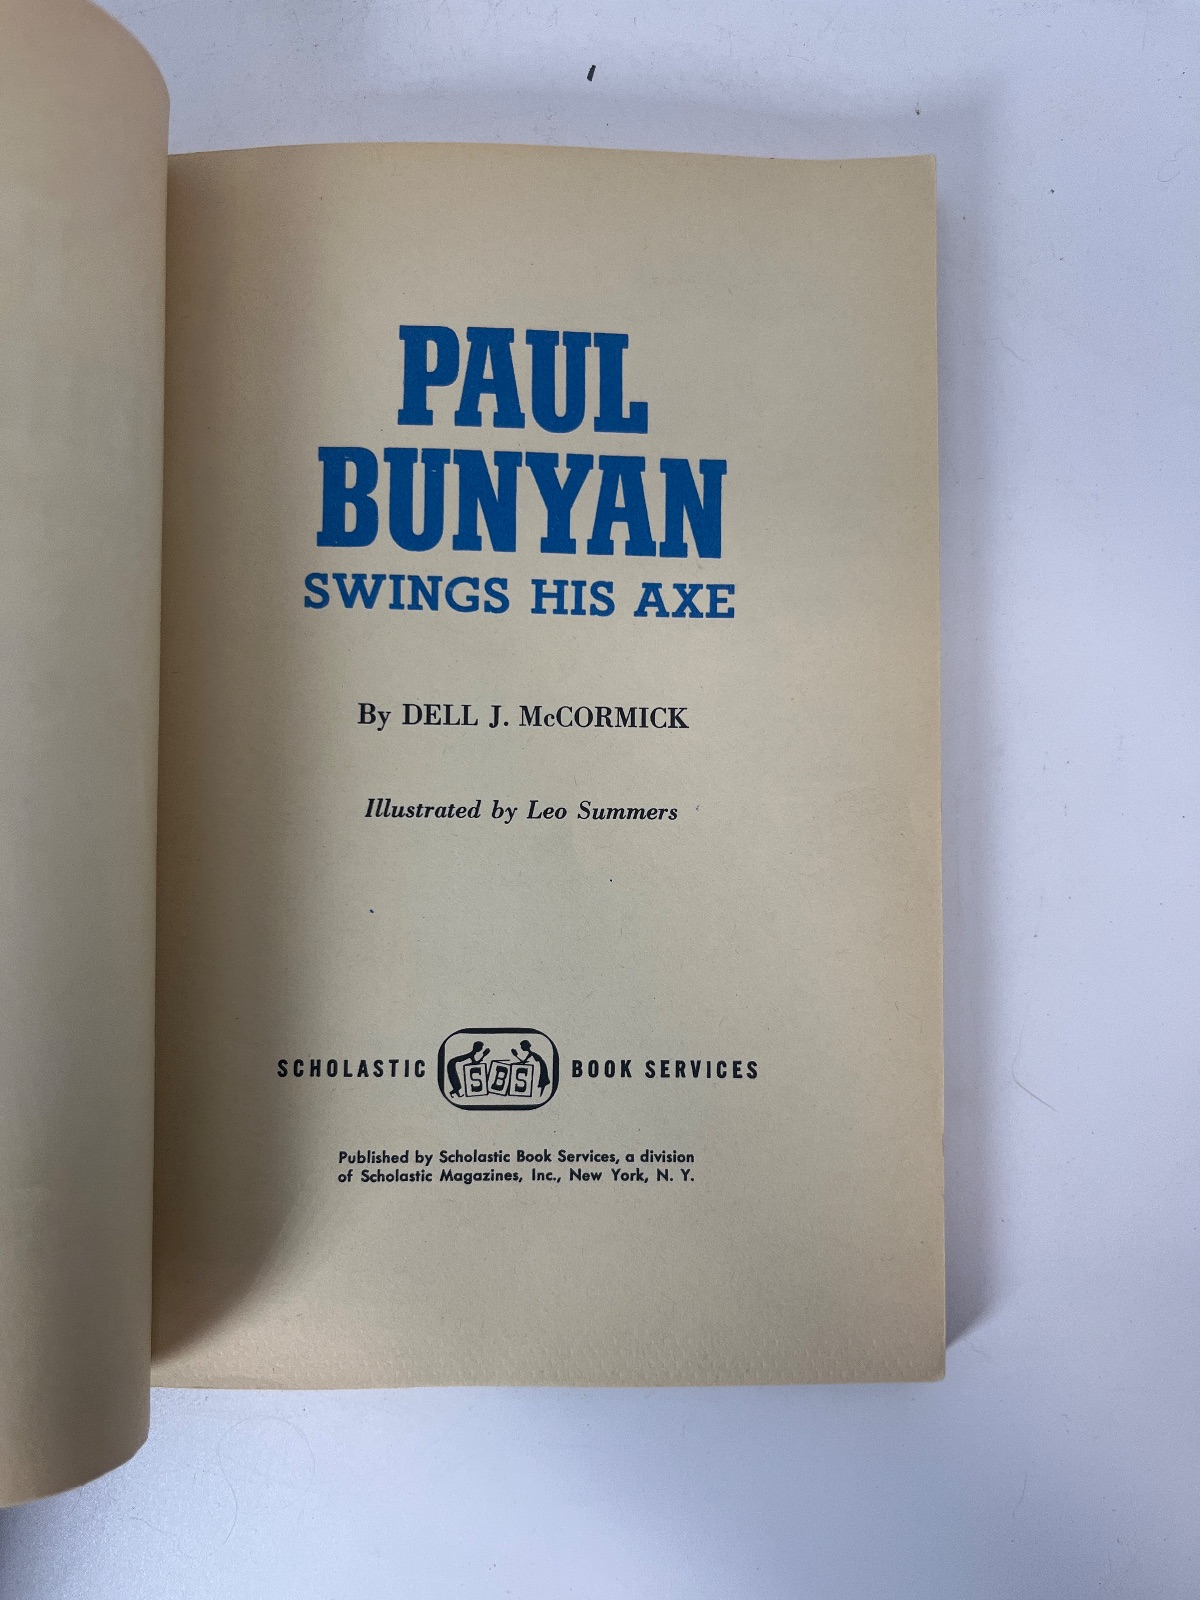 PAUL
BUNYAN
SWINGS HIS AXE
By DELL J. McCORMICK
Illustrated by Leo Summers
SCHOLASTIC SBS BOOK SERVICES
Published by Scholastic Book Services, a division
of Scholastic Magazines, Inc., New York, N. Y.